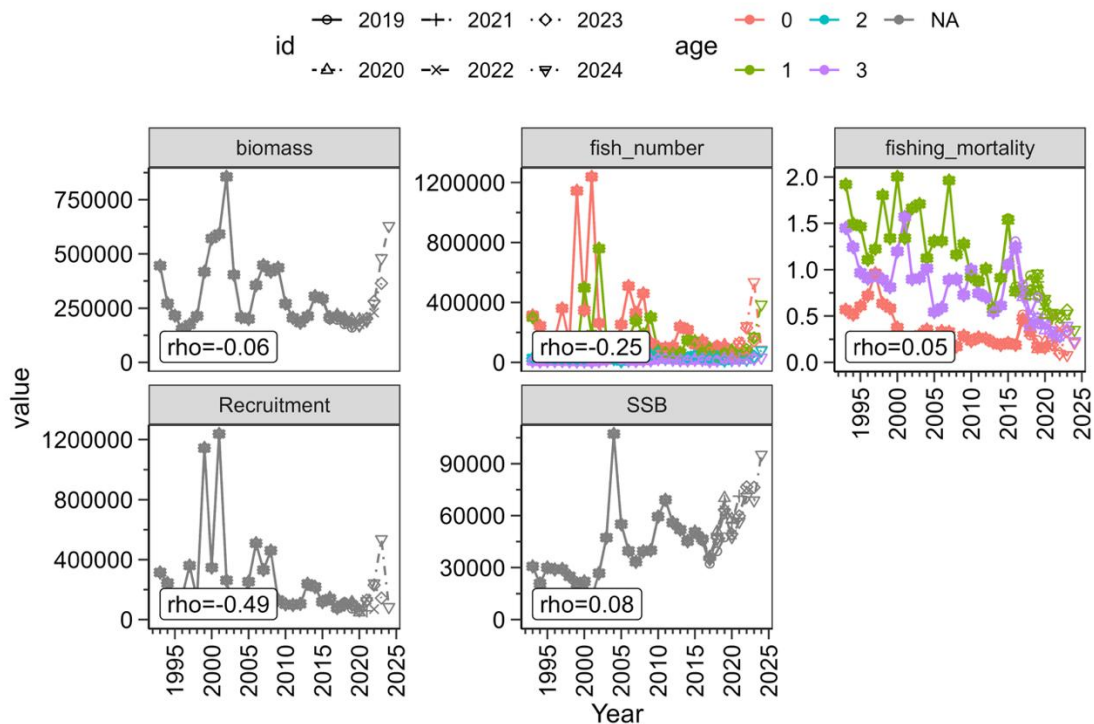 id
2019 2021 2023
2020 2022 2024
age
0 2 NA
1 3
biomass
fish_number
fishing_mortality
value
750000
500000
250000
0
rho=-0.06
1200000
800000
400000
0
rho=-0.25
2.0
1.5
1.0
0.5
0.0
rho=0.05
1995 2000 2005 2010 2015 2020 2025
Recruitment
SSB
1200000
800000
400000
0
rho=-0.49
90000
60000
30000
0
rho=0.08
1995 2000 2005 2010 2015 2020 2025
1995 2000 2005 2010 2015 2020 2025
Year